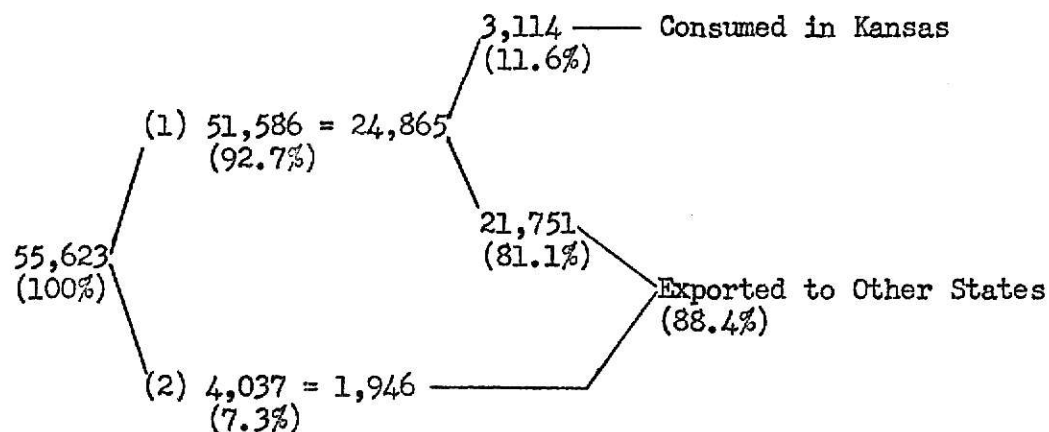 3,114 Consumed in Kansas
(11.6%)
(1) 51,586 = 24,865
(92.7%)
21,751
(81.1%)
55,623
(100%)
Exported to Other States
(88.4%)
(2) 4,037 = 1,946
(7.3%)